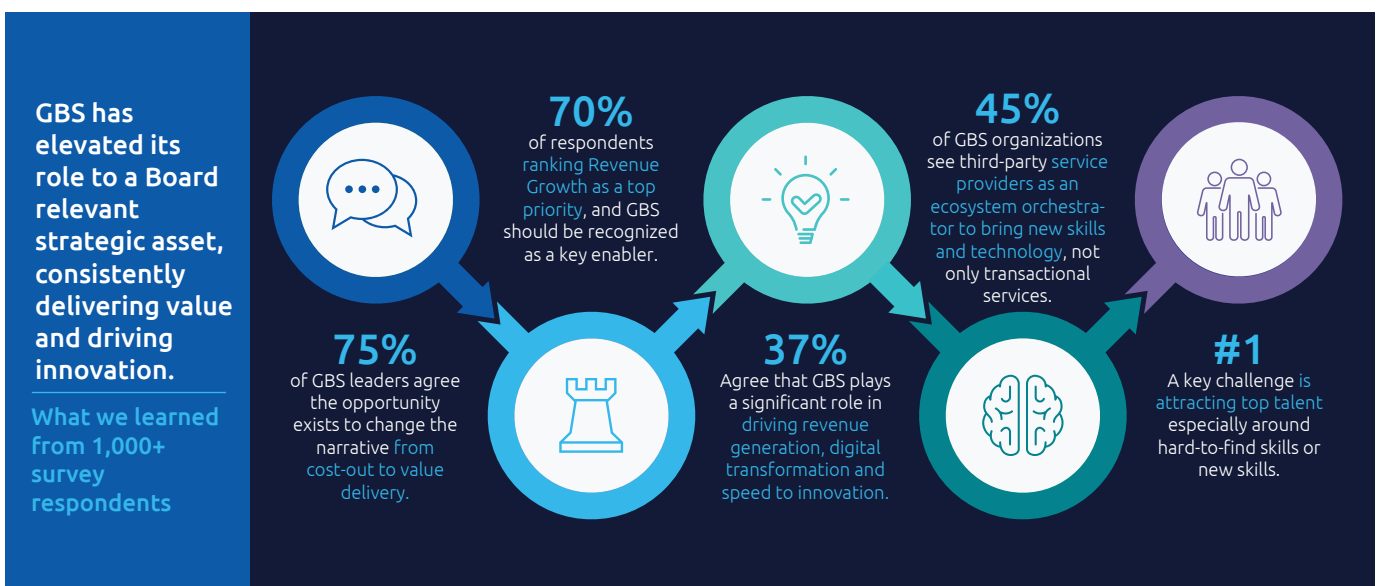 GBS has
elevated its
role to a Board
relevant
strategic asset,
consistently
delivering value
and driving
innovation.
What we learned
from 1,000+
survey
respondents
75%
of GBS leaders agree
the opportunity
exists to change the
narrative from
cost-out to value
delivery.
70%
of respondents
ranking Revenue
Growth as a top
priority, and GBS
should be recognized
as a key enabler.
37%
Agree that GBS plays
a significant role in
driving revenue
generation, digital
transformation and
speed to innovation.
45%
of GBS organizations
see third-party service
providers as an
ecosystem orchestra-
tor to bring new skills
and technology, not
only transactional
services.
#1
A key challenge is
attracting top talent
especially around
hard-to-find skills or
new skills.